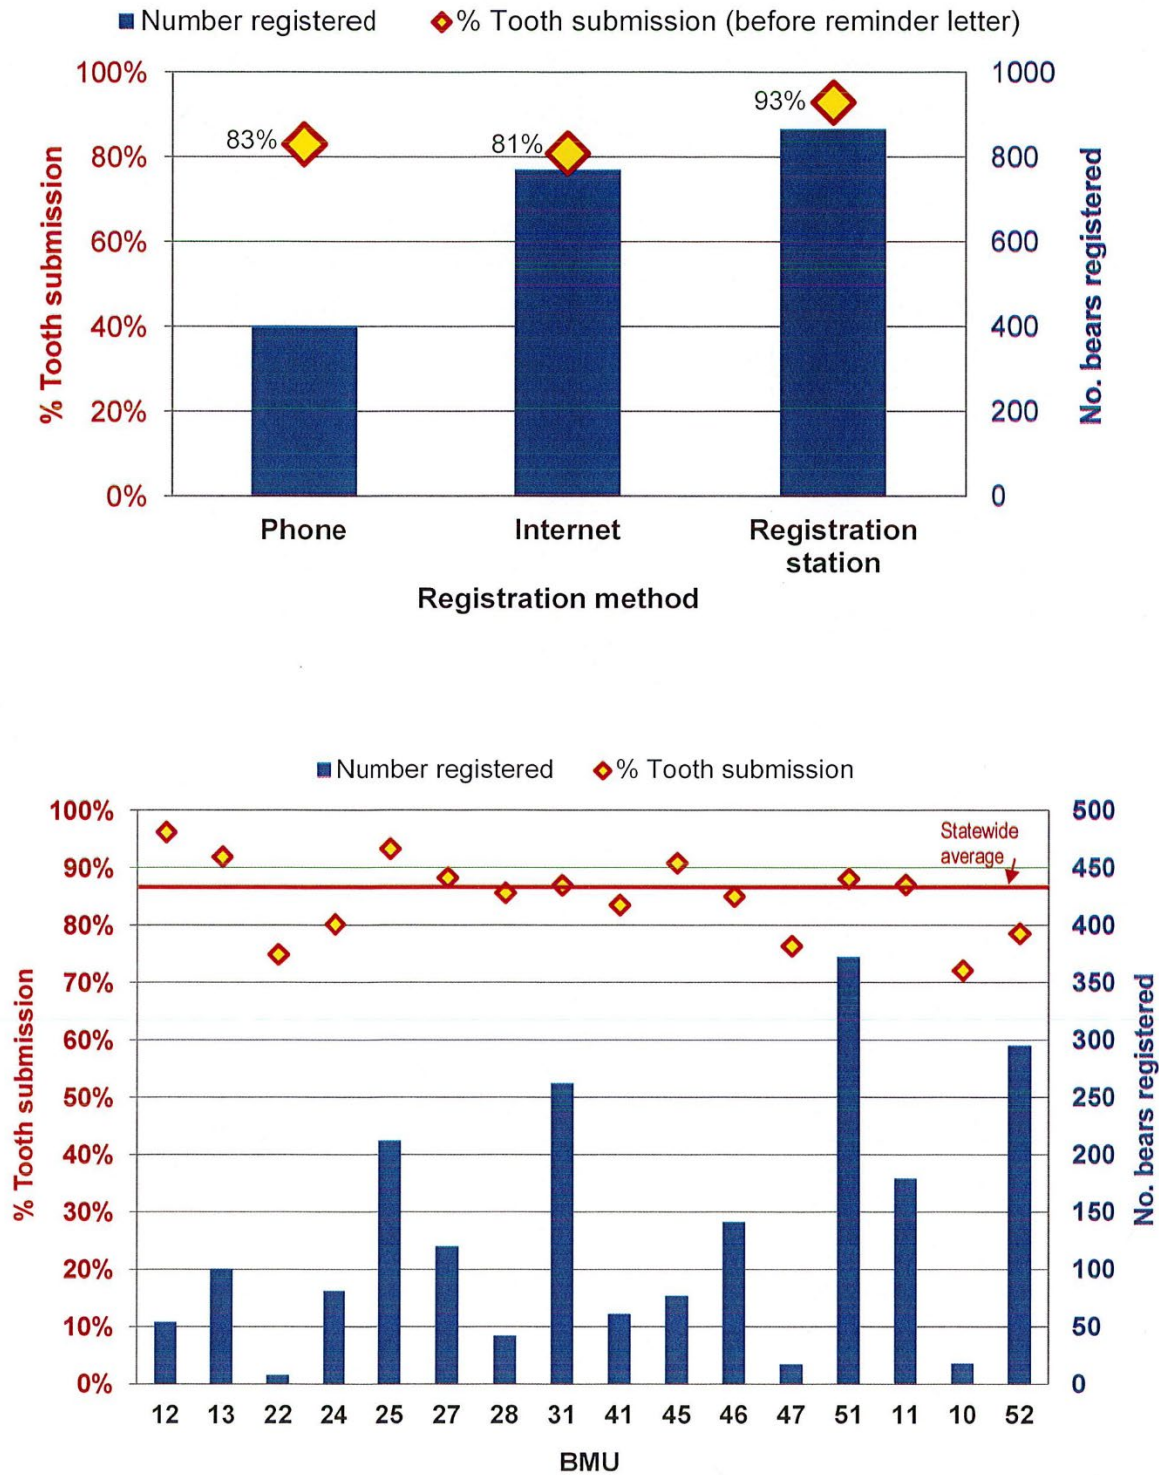 Number registered
% Tooth submission (before reminder letter)
100%
80%
60%
40%
20%
0%
% Tooth submission
83%
81%
93%
1000
800
600
400
200
0
No. bears registered
Phone
Internet
Registration
station
Registration method
Number registered
% Tooth submission
100%
90%
80%
70%
60%
50%
40%
30%
20%
10%
0%
% Tooth submission
Statewide
average
500
450
400
350
300
250
200
150
100
50
0
No. bears registered
12 13 22 24 25 27 28 31 41 45 46 47 51 11 10 52
BMU